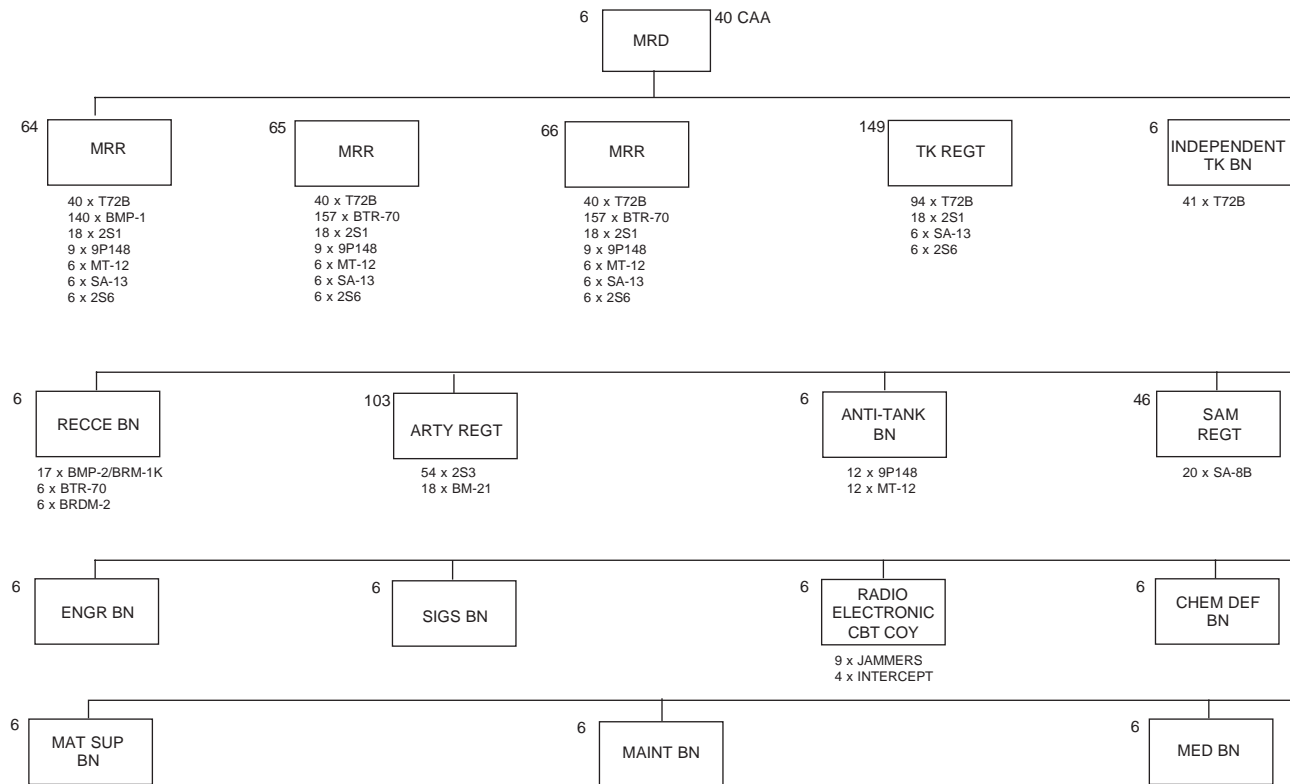 6
MRD
40 CAA
64
MRR
40 x T72B
140 x BMP-1
18 x 2S1
9 x 9P148
6 x MT-12
6 x SA-13
6 x 2S6
65
MRR
40 x T72B
157 x BTR-70
18 x 2S1
9 x 9P148
6 x MT-12
6 x SA-13
6 x 2S6
66
MRR
40 x T72B
157 x BTR-70
18 x 2S1
9 x 9P148
6 x MT-12
6 x SA-13
6 x 2S6
149
TK REGT
94 x T72B
18 x 2S1
6 x SA-13
6 x 2S6
6
INDEPENDENT
TK BN
41 x T72B
6
RECCE BN
17 x BMP-2/BRM-1K
6 x BTR-70
6 x BRDM-2
103
ARTY REGT
54 x 2S3
18 x BM-21
6
ANTI-TANK
BN
12 x 9P148
12 x MT-12
46
SAM
REGT
20 x SA-8B
6
ENGR BN
6
SIGS BN
6
RADIO
ELECTRONIC
CBT COY
9 x JAMMERS
4 x INTERCEPT
6
CHEM DEF
BN
6
MAT SUP
BN
6
MAINT BN
6
MED BN